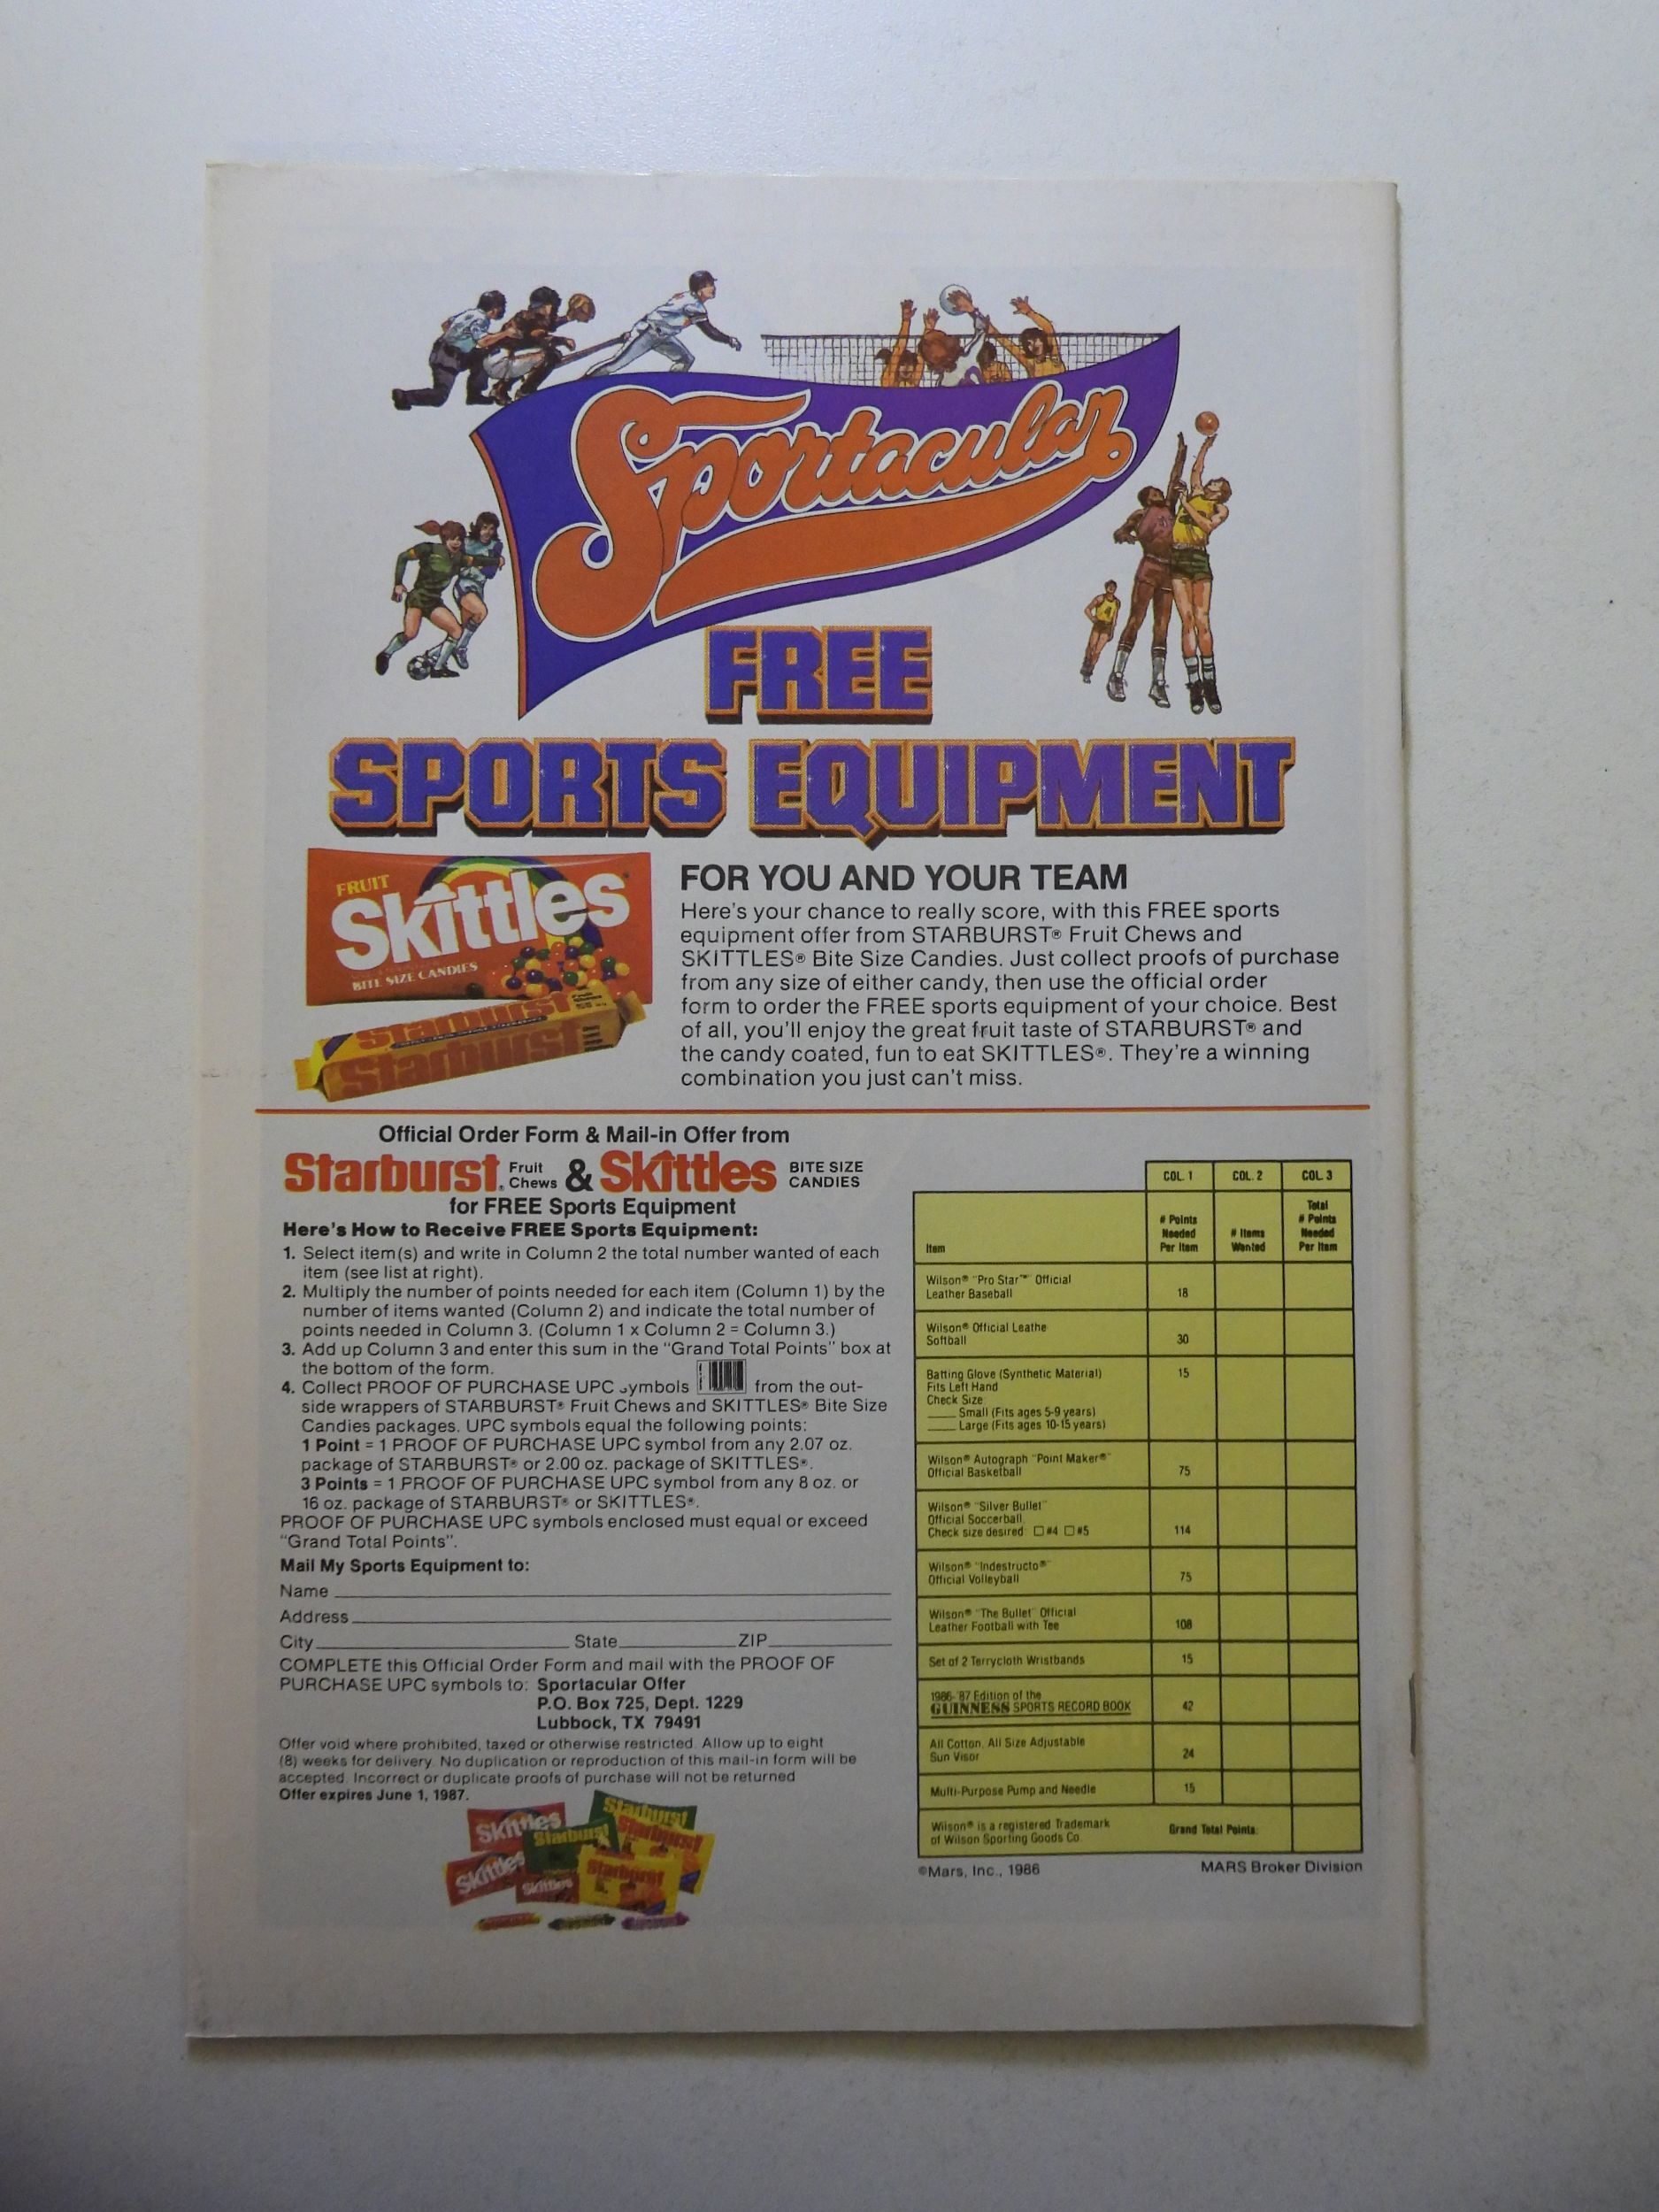 Sportacular
FREE
SPORTS EQUIPMENT
FRUIT
Skittles
BITE SIZE CANDIES
Starburst
Starburst
FOR YOU AND YOUR TEAM
Here's your chance to really score, with this FREE sports
equipment offer from STARBURST® Fruit Chews and
SKITTLES® Bite Size Candies. Just collect proofs of purchase
from any size of either candy, then use the official order
form to order the FREE sports equipment of your choice. Best
of all, you'll enjoy the great fruit taste of STARBURST® and
the candy coated, fun to eat SKITTLES®. They're a winning
combination you just can't miss.
Official Order Form & Mail-in Offer from
Starburst® Fruit Chews & Skittles BITE SIZE CANDIES
for FREE Sports Equipment
Here's How to Receive FREE Sports Equipment:
1. Select item(s) and write in Column 2 the total number wanted of each
item (see list at right).
2. Multiply the number of points needed for each item (Column 1) by the
number of items wanted (Column 2) and indicate the total number of
points needed in Column 3. (Column 1 x Column 2 = Column 3.)
3. Add up Column 3 and enter this sum in the "Grand Total Points" box at
the bottom of the form.
4. Collect PROOF OF PURCHASE UPC symbols from the out-
side wrappers of STARBURST® Fruit Chews and SKITTLES® Bite Size
Candies packages. UPC symbols equal the following points:
1 Point = 1 PROOF OF PURCHASE UPC symbol from any 2.07 oz.
package of STARBURST® or 2.00 oz. package of SKITTLES®.
3 Points = 1 PROOF OF PURCHASE UPC symbol from any 8 oz. or
16 oz. package of STARBURST® or SKITTLES®.
PROOF OF PURCHASE UPC symbols enclosed must equal or exceed
"Grand Total Points".
Mail My Sports Equipment to:
Name
Address
City State ZIP
COMPLETE this Official Order Form and mail with the PROOF OF
PURCHASE UPC symbols to: Sportacular Offer
P.O. Box 725, Dept. 1229
Lubbock, TX 79491
Offer void where prohibited, taxed or otherwise restricted. Allow up to eight
(8) weeks for delivery. No duplication or reproduction of this mail-in form will be
accepted. Incorrect or duplicate proofs of purchase will not be returned
Offer expires June 1, 1987.
Skittles
Starburst
Starburst
Starburst
Skittles
Skittles
Starburst
COL. 1 COL. 2 COL. 3
Item
# Points
Needed
Per Item
# Items
Wanted
Total
# Points
Needed
Per Item
Wilson® "Pro Star™" Official
Leather Baseball 18
Wilson® Official Leathe
Softball 30
Batting Glove (Synthetic Material) 15
Fits Left Hand
Check Size:
Small (Fits ages 5-9 years)
Large (Fits ages 10-15 years)
Wilson® Autograph "Point Maker®"
Official Basketball 75
Wilson® "Silver Bullet"
Official Soccerball.
Check size desired: ☐ #4 ☐ #5 114
Wilson® "Indestructo®"
Official Volleyball 75
Wilson® "The Bullet" Official
Leather Football with Tee 108
Set of 2 Terrycloth Wristbands 15
1986-'87 Edition of the
GUINNESS SPORTS RECORD BOOK 42
All Cotton. All Size Adjustable
Sun Visor 24
Multi-Purpose Pump and Needle 15
Wilson® is a registered Trademark
of Wilson Sporting Goods Co.
Grand Total Points:
©Mars, Inc., 1986 MARS Broker Division